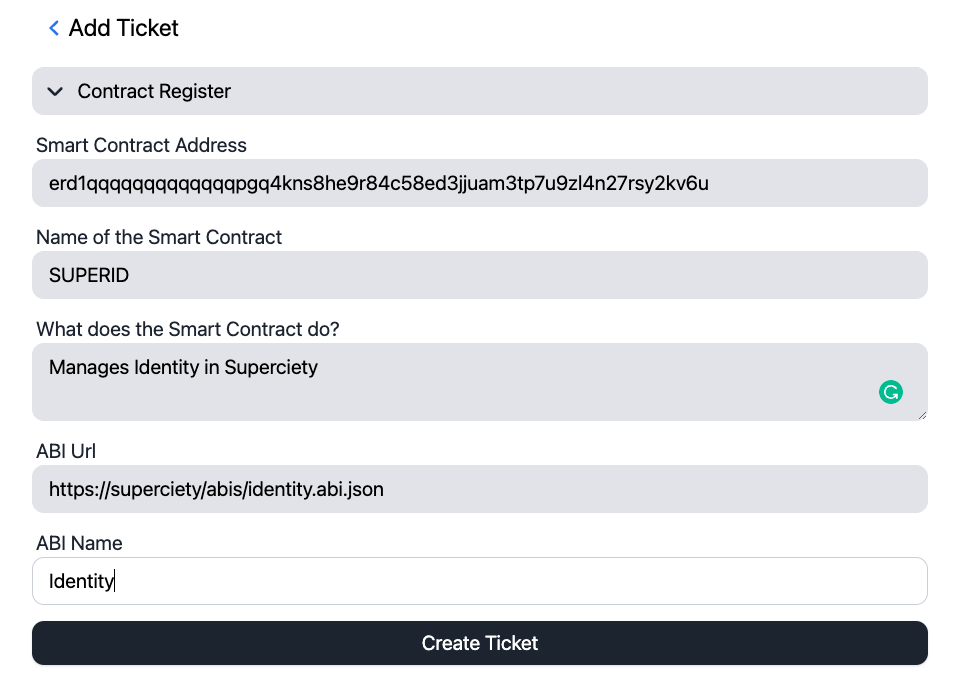 Add Ticket
Contract Register
Smart Contract Address
erd1qqqqqqqqqqqqqpgq4kns8he9r84c58ed3jjuam3tp7u9zl4n27rsy2kv6u
Name of the Smart Contract
SUPERID
What does the Smart Contract do?
Manages Identity in Superciety
ABI Url
https://superciety/abis/identity.abi.json
ABI Name
Identity
Create Ticket